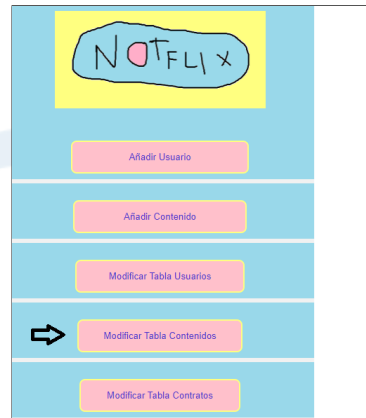 NOTFLIX
Añadir Usuario
Añadir Contenido
Modificar Tabla Usuarios
Modificar Tabla Contenidos
Modificar Tabla Contratos